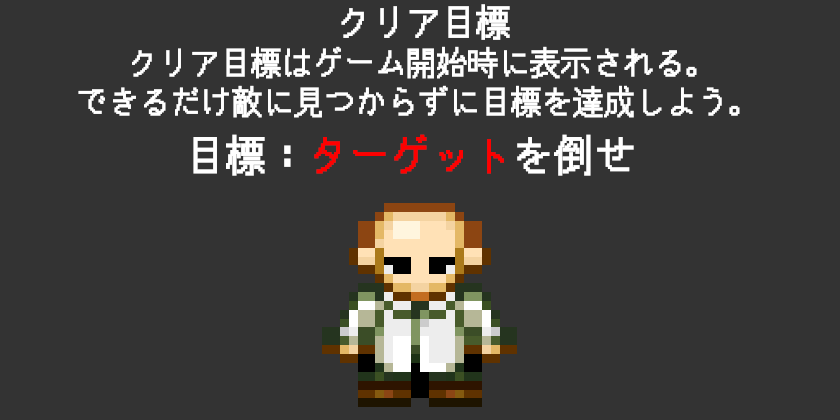 クリア目標
クリア目標はゲーム開始時に表示される。
できるだけ敵に見つからずに目標を達成しよう。
目標：ターゲットを倒せ